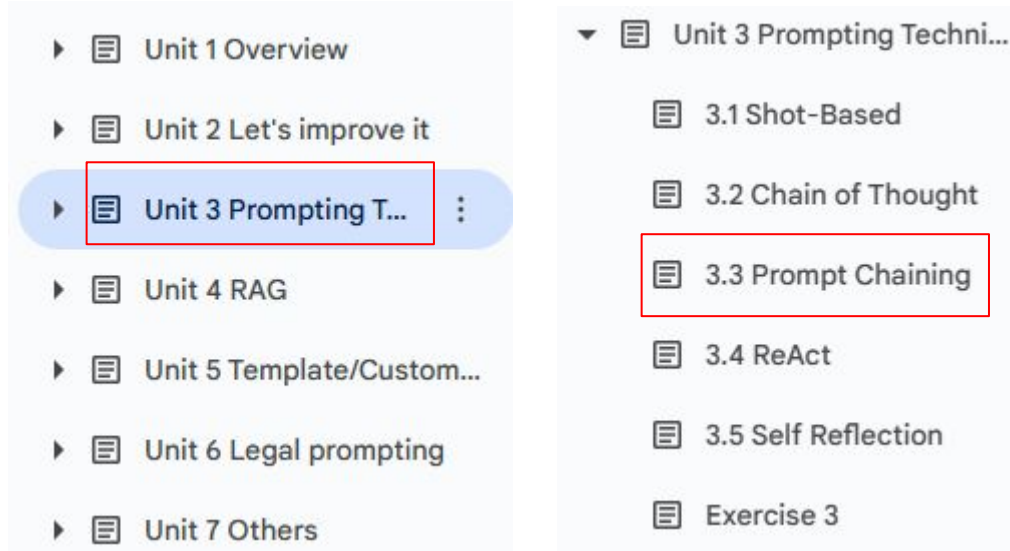 Unit 1 Overview
Unit 2 Let's improve it
Unit 3 Prompting T...
Unit 4 RAG
Unit 5 Template/Custom...
Unit 6 Legal prompting
Unit 7 Others
Unit 3 Prompting Techni...
3.1 Shot-Based
3.2 Chain of Thought
3.3 Prompt Chaining
3.4 ReAct
3.5 Self Reflection
Exercise 3